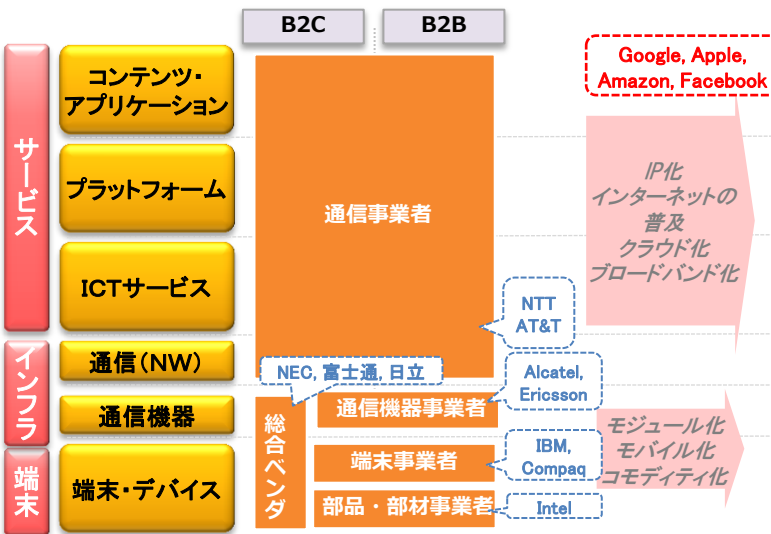 B2C
B2B
サービス
コンテンツ・
アプリケーション
プラットフォーム
ICTサービス
インフラ
通信(NW)
通信機器
端末
端末・デバイス
通信事業者
NTT
AT&T
NEC, 富士通, 日立
総合ベンダ
通信機器事業者
Alcatel,
Ericsson
端末事業者
IBM,
Compaq
部品・部材事業者
Intel
Google, Apple,
Amazon, Facebook
IP化
インターネットの
普及
クラウド化
ブロードバンド化
モジュール化
モバイル化
コモディティ化